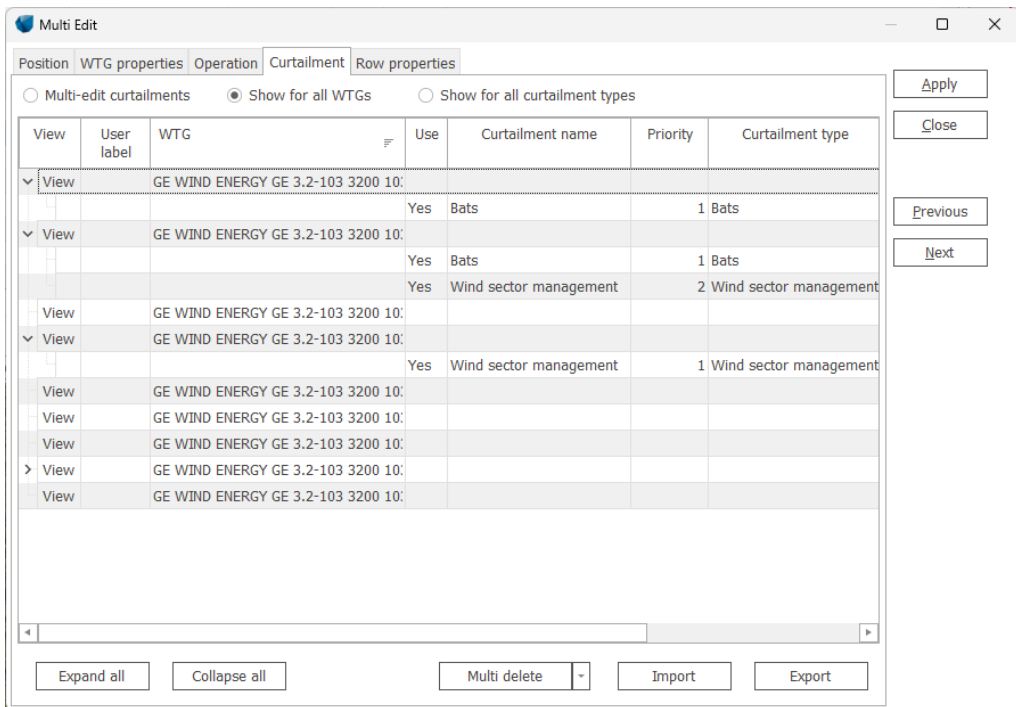 Multi Edit
Position WTG properties Operation Curtailment Row properties
Multi-edit curtailments Show for all WTGs Show for all curtailment types
Apply
Close
Previous
Next
View User label WTG Use Curtailment name Priority Curtailment type
View GE WIND ENERGY GE 3.2-103 3200 10
Yes Bats 1 Bats
View GE WIND ENERGY GE 3.2-103 3200 10
Yes Bats 1 Bats
Yes Wind sector management 2 Wind sector management
View GE WIND ENERGY GE 3.2-103 3200 10
View GE WIND ENERGY GE 3.2-103 3200 10
Yes Wind sector management 1 Wind sector management
View GE WIND ENERGY GE 3.2-103 3200 10
View GE WIND ENERGY GE 3.2-103 3200 10
View GE WIND ENERGY GE 3.2-103 3200 10
View GE WIND ENERGY GE 3.2-103 3200 10
View GE WIND ENERGY GE 3.2-103 3200 10
Expand all Collapse all Multi delete Import Export